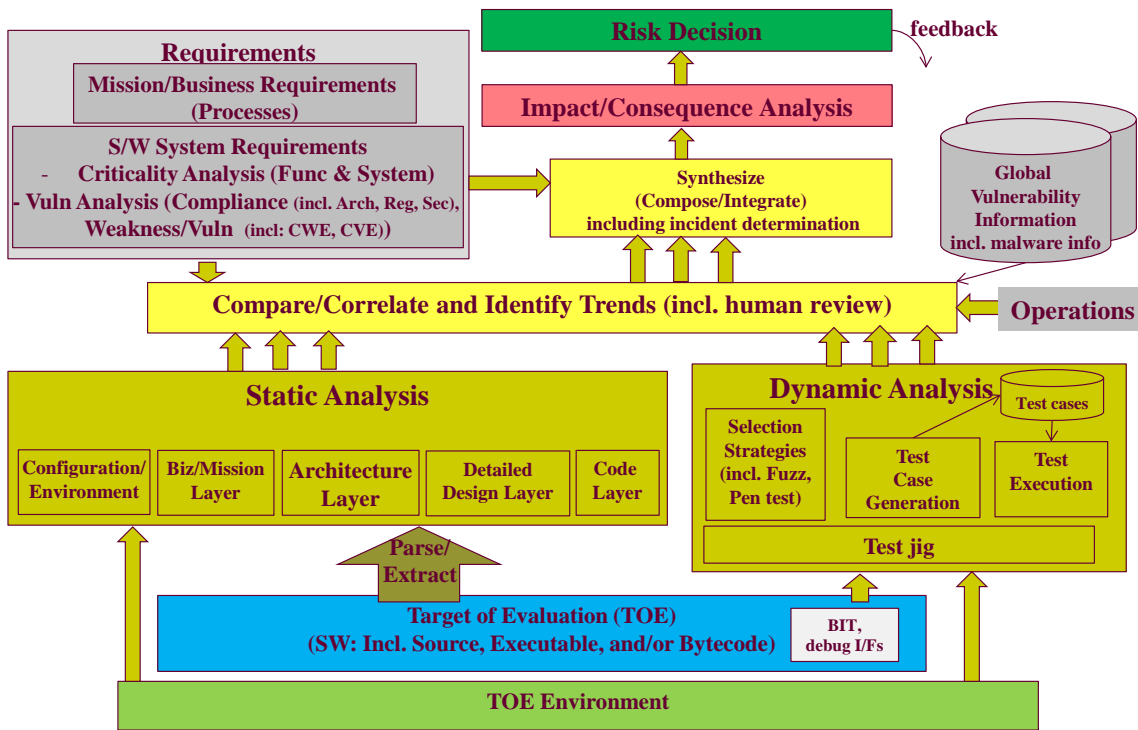 Risk Decision
feedback
Requirements
Mission/Business Requirements
(Processes)
S/W System Requirements
- Criticality Analysis (Func & System)
- Vuln Analysis (Compliance (incl. Arch, Reg, Sec),
Weakness/Vuln (incl: CWE, CVE))
Impact/Consequence Analysis
Synthesize
(Compose/Integrate)
including incident determination
Global
Vulnerability
Information
incl. malware info
Compare/Correlate and Identify Trends (incl. human review)
Operations
Static Analysis
Configuration/
Environment
Biz/Mission
Layer
Architecture
Layer
Detailed
Design Layer
Code
Layer
Dynamic Analysis
Test cases
Selection
Strategies
(incl. Fuzz,
Pen test)
Test
Case
Generation
Test
Execution
Test jig
Parse/
Extract
Target of Evaluation (TOE)
(SW: Incl. Source, Executable, and/or Bytecode)
BIT,
debug I/Fs
TOE Environment